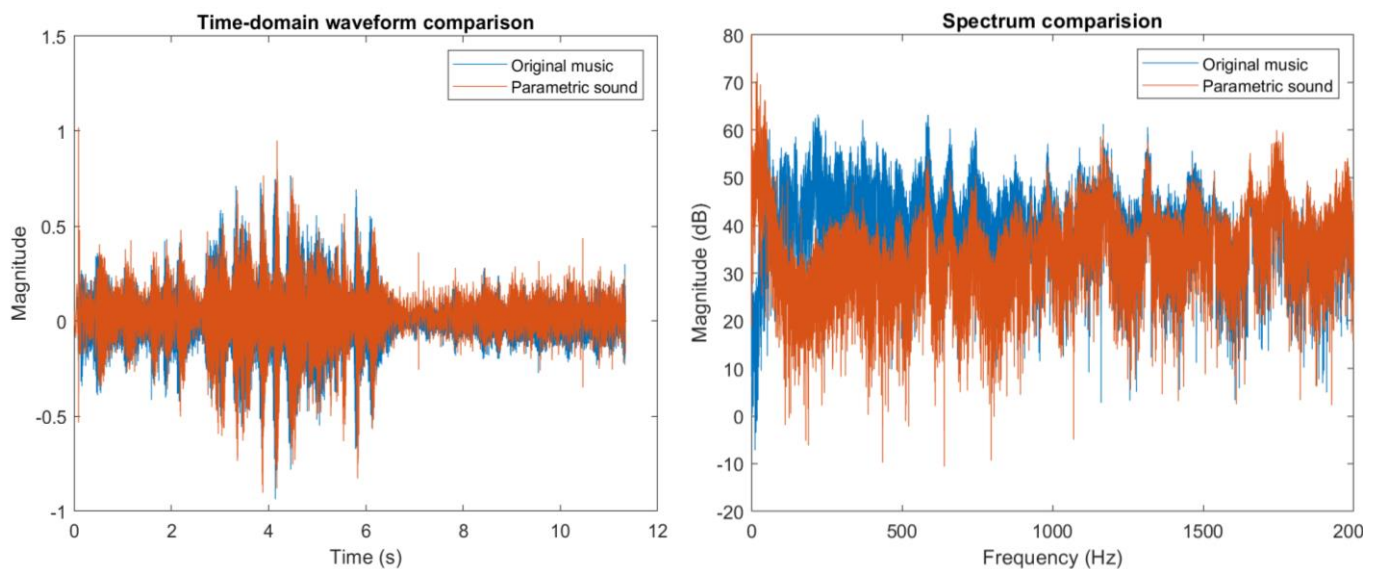 Time-domain waveform comparison
1.5
1
0.5
0
-0.5
-1
Magnitude
Original music
Parametric sound
0
2
4
6
8
10
12
Time (s)
Spectrum comparision
80
70
60
50
40
30
20
10
0
-10
-20
Magnitude (dB)
Original music
Parametric sound
0
500
1000
1500
2000
Frequency (Hz)